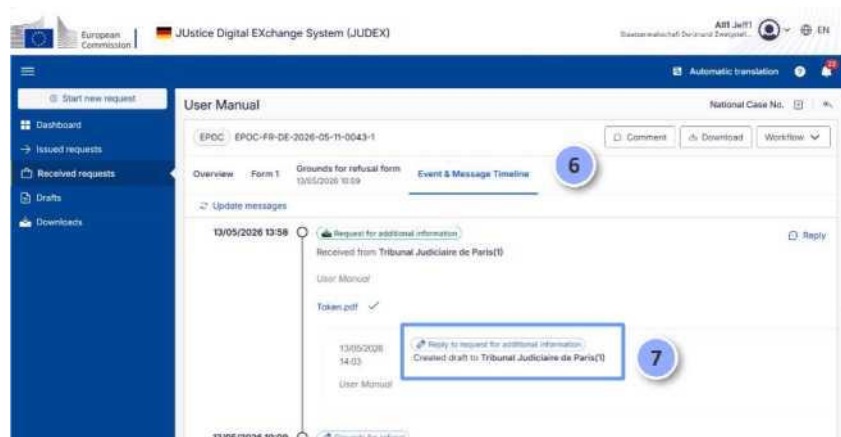 European Commission
JUstice Digital EXchange System (JUDEX)
EN
Automatic translation
Start new request
Dashboard
Issued requests
Received requests
Drafts
Downloads
User Manual
National Case No.
EPOC EPOC-FR-DE-2026-05-11-0043-1
Comment
Download
Workflow
Overview
Form 1
Grounds for refusal form
13/05/2026 10:09
Event & Message Timeline
6
Update messages
13/05/2026 13:58
Request for additional information
Received from Tribunal Judiciaire de Paris(1)
Reply
User Manual
Token.pdf
13/05/2026
14:03
Reply to request for additional information
Created draft to Tribunal Judiciaire de Paris(1)
7
User Manual